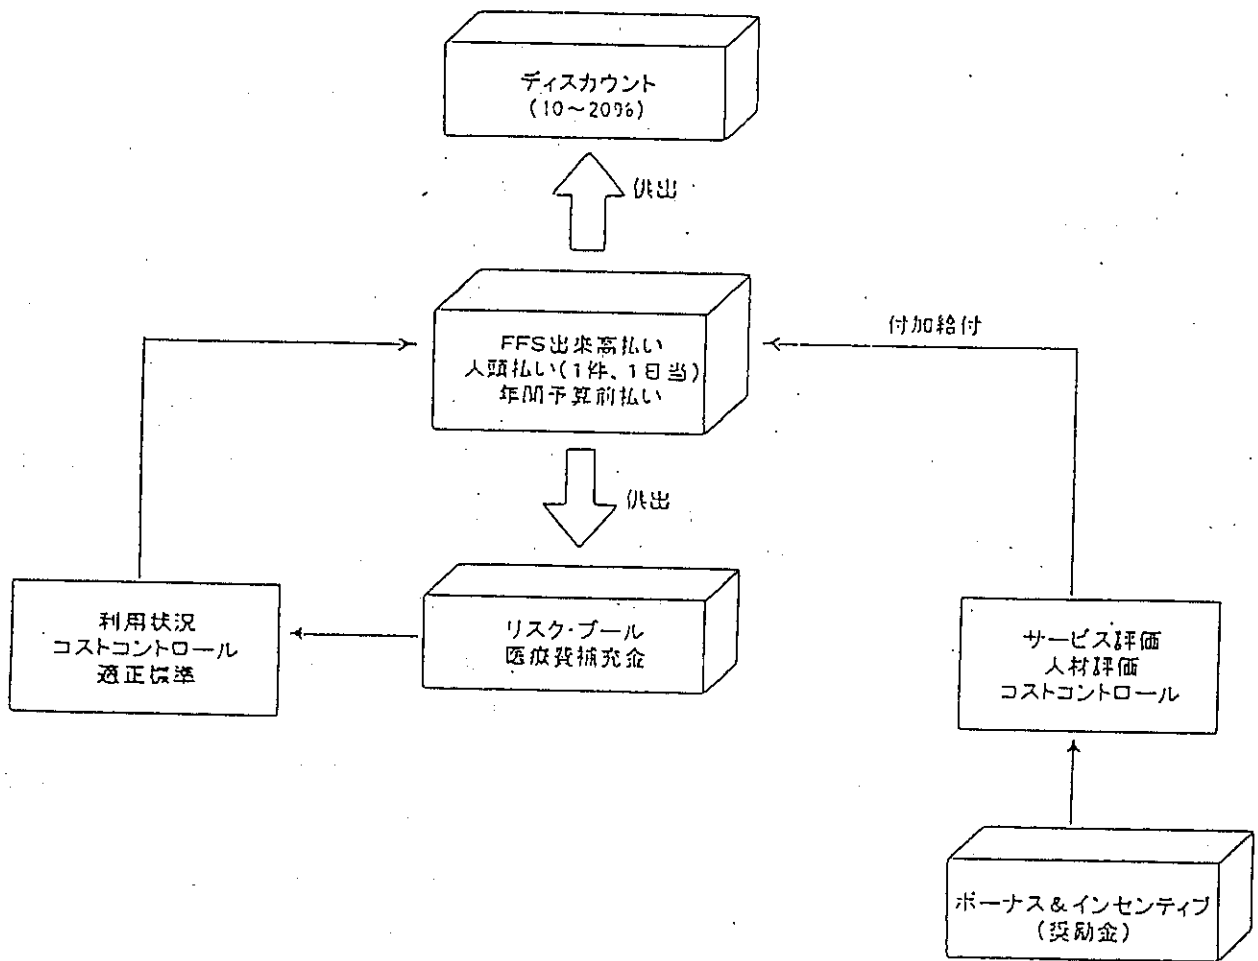 ディスカウント
(10～20%)
供出
FFS出来高払い
人頭払い(1件、1日当)
年間予算前払い
付加給付
供出
利用状況
コストコントロール
適正標準
リスク・プール
医療費補充金
サービス評価
人材評価
コストコントロール
ボーナス&インセンティブ
(奨励金)